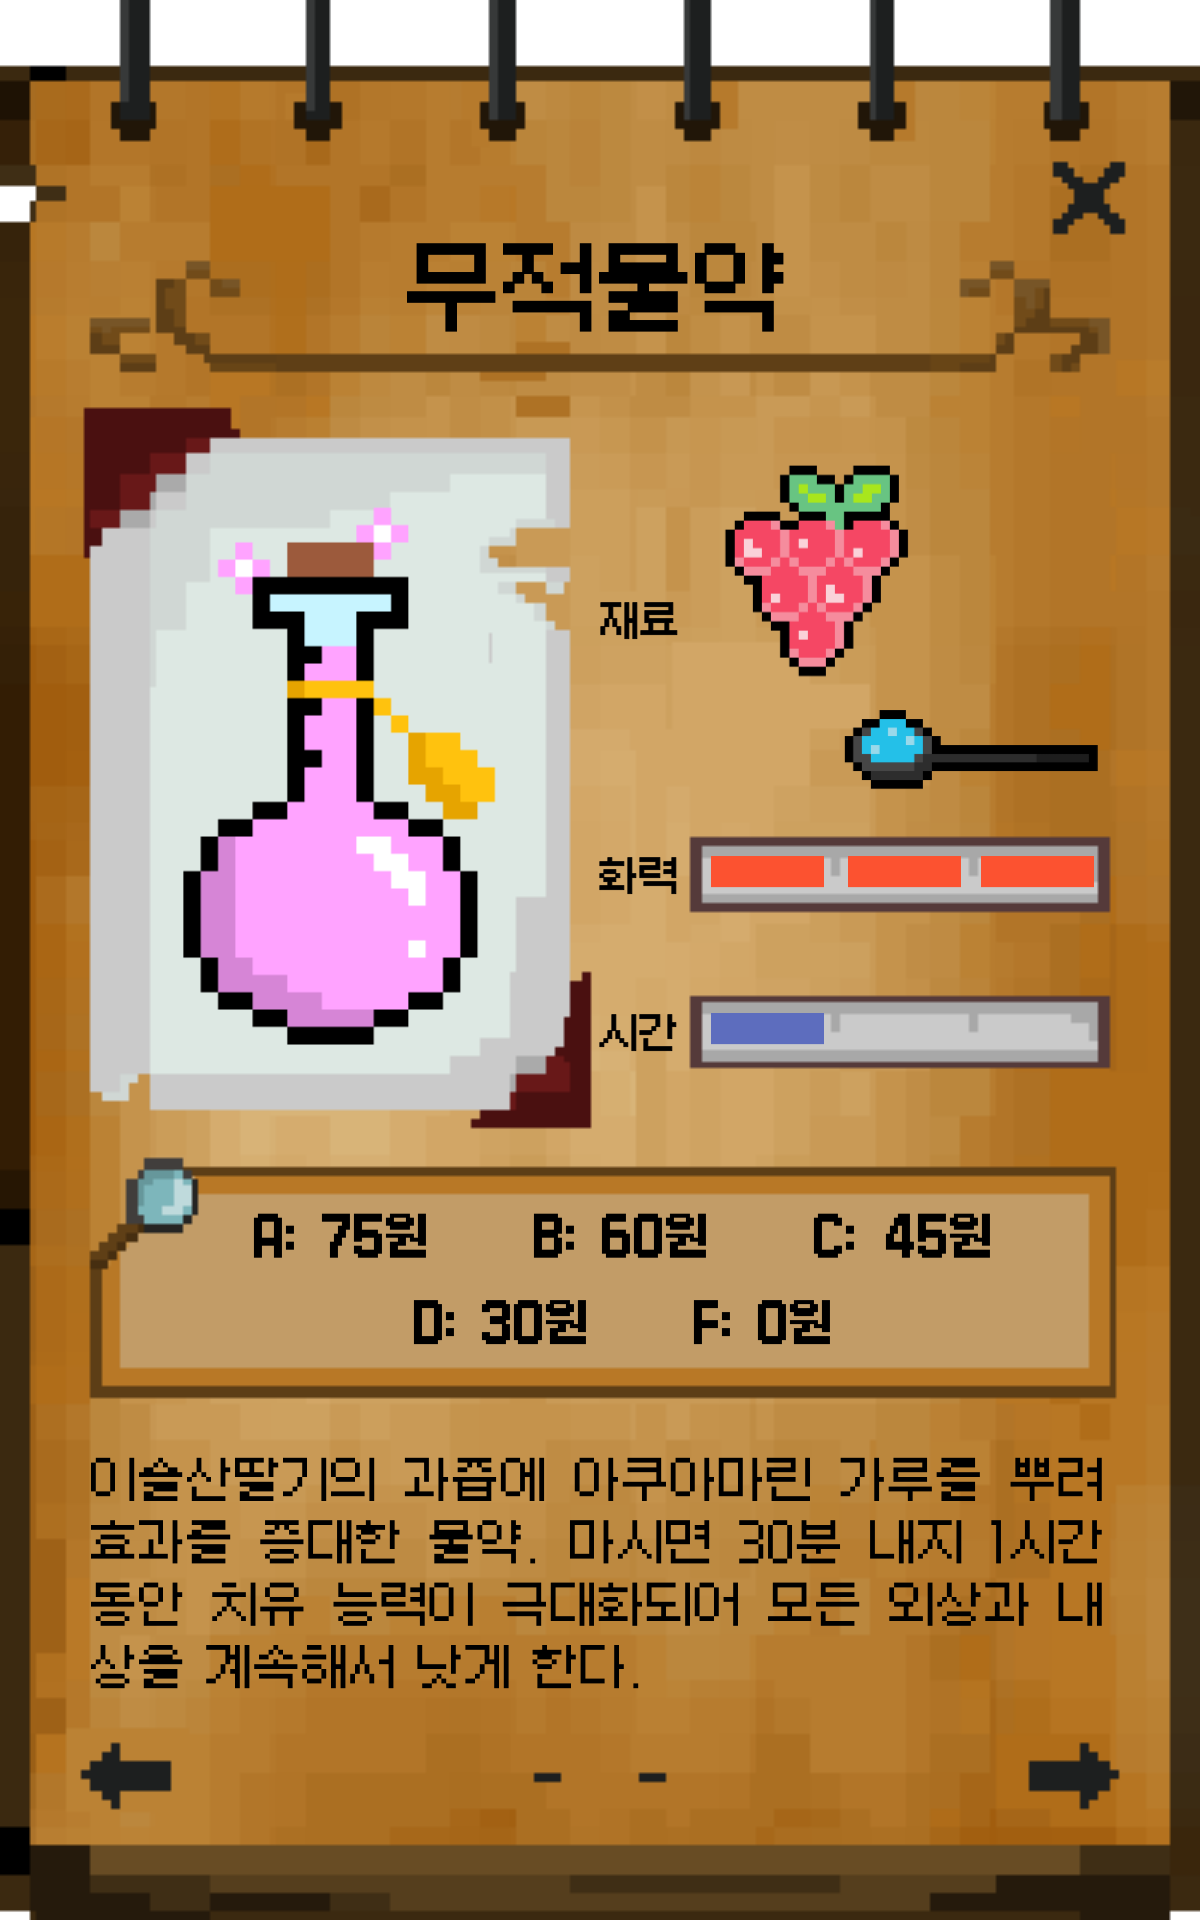 무적물약
재료
화력
시간
A: 75원 B: 60원 C: 45원
D: 30원 F: 0원
이슬산딸기의 과즙에 아쿠아마린 가루를 뿌려
효과를 증대한 물약. 마시면 30분 내지 1시간
동안 치유 능력이 극대화되어 모든 외상과 내
상을 계속해서 낫게 한다.
- -